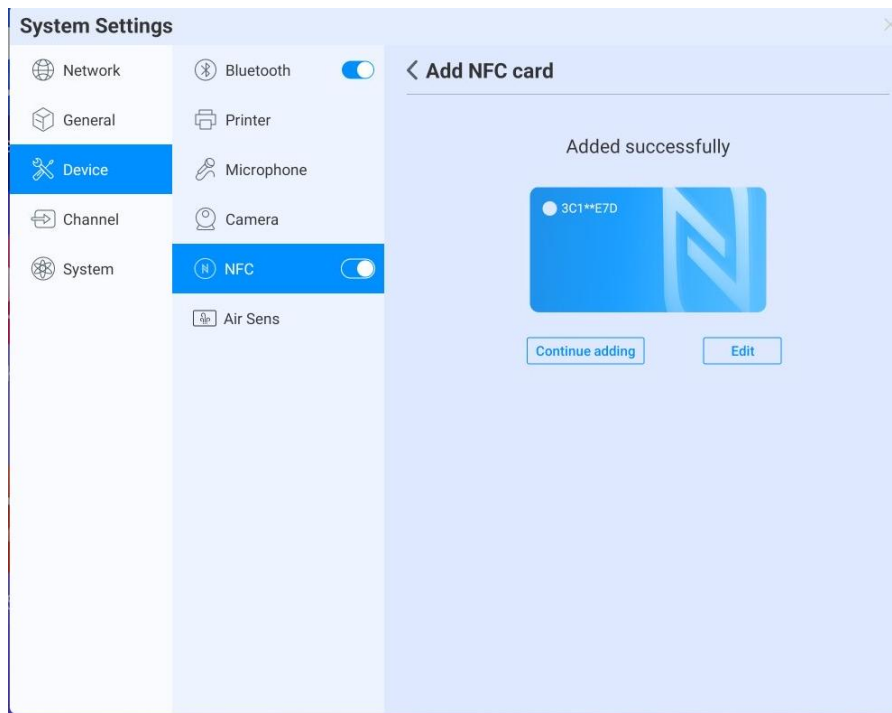 System Settings
Network
General
Device
Channel
System
Bluetooth
Printer
Microphone
Camera
NFC
Air Sens
Add NFC card
Added successfully
3C1**E7D
Continue adding
Edit